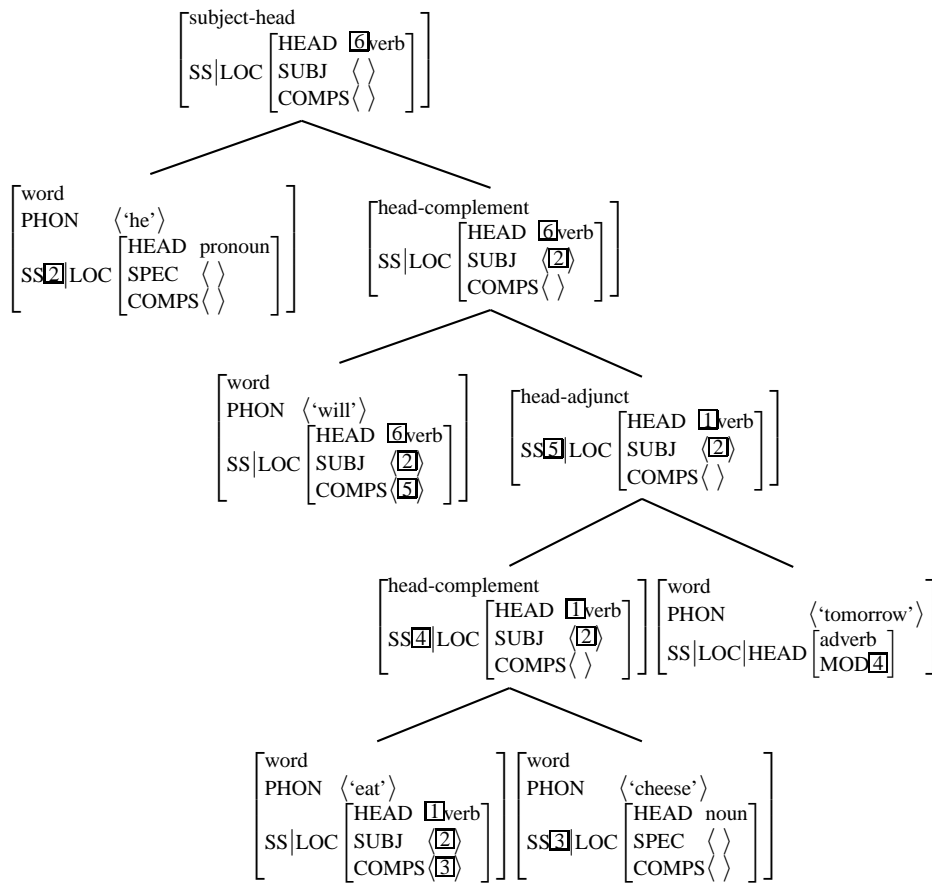 subject-head
HEAD 6 verb
SS|LOC SUBJ ⟨ ⟩
COMPS ⟨ ⟩
word
PHON ⟨‘he’⟩
HEAD pronoun
SS 2 |LOC SPEC ⟨ ⟩
COMPS ⟨ ⟩
head-complement
HEAD 6 verb
SS|LOC SUBJ ⟨ 2 ⟩
COMPS ⟨ ⟩
word
PHON ⟨‘will’⟩
HEAD 6 verb
SS|LOC SUBJ ⟨ 2 ⟩
COMPS ⟨ 5 ⟩
head-adjunct
HEAD 1 verb
SS 5 |LOC SUBJ ⟨ 2 ⟩
COMPS ⟨ ⟩
head-complement
HEAD 1 verb
SS 4 |LOC SUBJ ⟨ 2 ⟩
COMPS ⟨ ⟩
word
PHON ⟨‘tomorrow’⟩
adverb
SS|LOC|HEAD
MOD 4
word
PHON ⟨‘eat’⟩
HEAD 1 verb
SS|LOC SUBJ ⟨ 2 ⟩
COMPS ⟨ 3 ⟩
word
PHON ⟨‘cheese’⟩
HEAD noun
SS 3 |LOC SPEC ⟨ ⟩
COMPS ⟨ ⟩